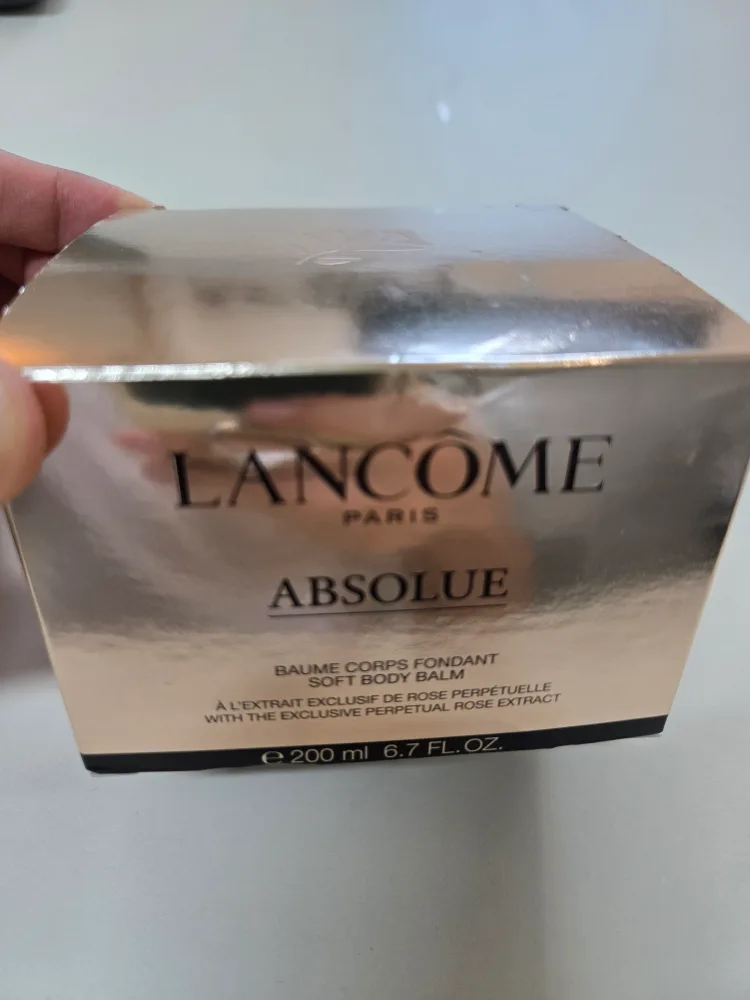 LANCÔME
PARIS
ABSOLUE
BAUME CORPS FONDANT
SOFT BODY BALM
À L'EXTRAIT EXCLUSIF DE ROSE PERPÉTUELLE
WITH THE EXCLUSIVE PERPETUAL ROSE EXTRACT
℮ 200 ml 6.7 FL.OZ.